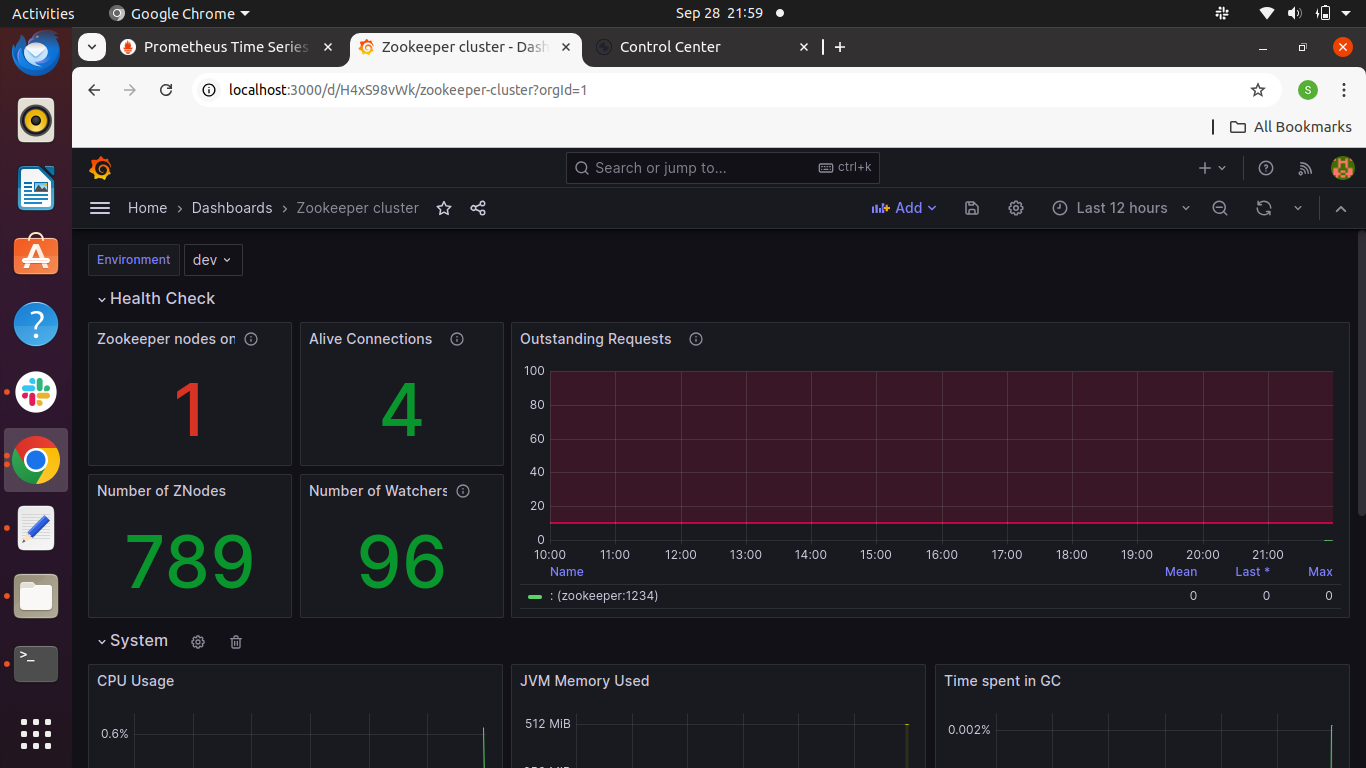 Activities Google Chrome Sep 28 21:59
Prometheus Time Series Zookeeper cluster - Dash Control Center
localhost:3000/d/H4xS98vWk/zookeeper-cluster?orgId=1 S
All Bookmarks
Search or jump to... ctrl+k
Home › Dashboards › Zookeeper cluster Add Last 12 hours
Environment dev
Health Check
Zookeeper nodes on Alive Connections Outstanding Requests
1 4
Number of ZNodes Number of Watchers
789 96
100
80
60
40
20
0
10:00 11:00 12:00 13:00 14:00 15:00 16:00 17:00 18:00 19:00 20:00 21:00
Name Mean Last * Max
: (zookeeper:1234) 0 0 0
System
CPU Usage JVM Memory Used Time spent in GC
0.6% 512 MiB 0.002%